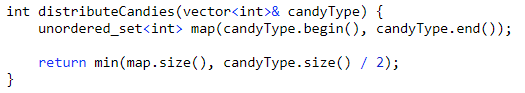 int distributeCandies(vector<int>& candyType) {
    unordered_set<int> map(candyType.begin(), candyType.end());
    return min(map.size(), candyType.size() / 2);
}